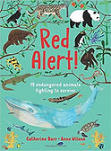 Red
Alert!
15 endangered animals
fighting to survive
Catherine Barr · Anne Wilson